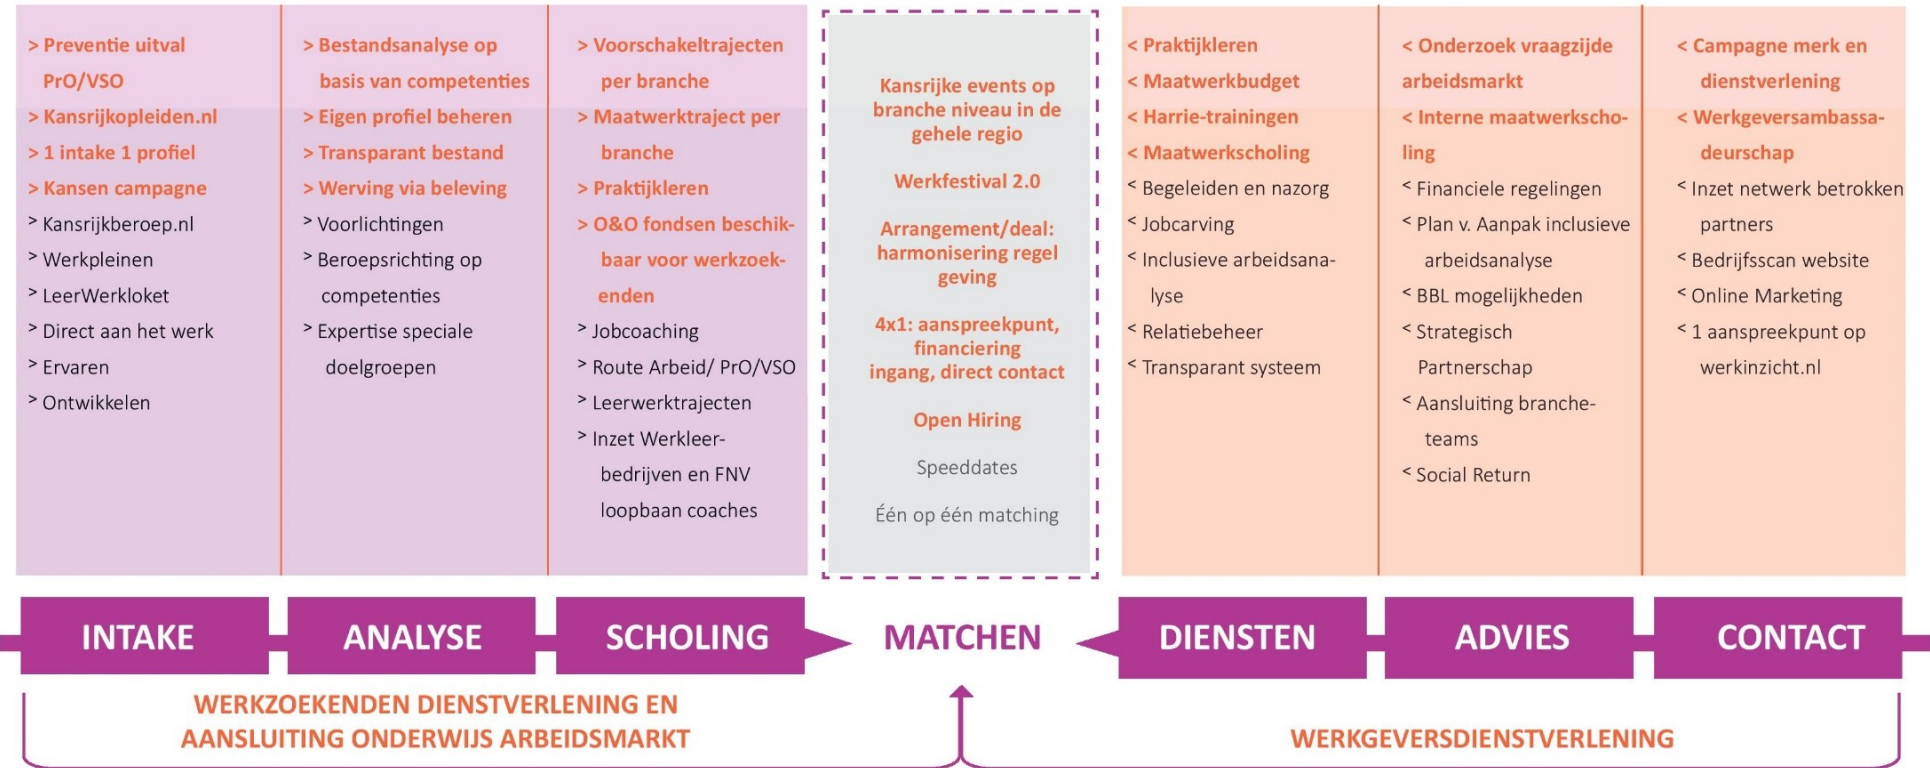 > Preventie uitval
PrO/VSO
> Kansrijkopleiden.nl
> 1 intake 1 profiel
> Kansen campagne
> Kansrijkberoep.nl
> Werkpleinen
> LeerWerkloket
> Direct aan het werk
> Ervaren
> Ontwikkelen
> Bestandsanalyse op
basis van competenties
> Eigen profiel beheren
> Transparant bestand
> Werving via beleving
> Voorlichtingen
> Beroepsrichting op
competenties
> Expertise speciale
doelgroepen
> Voorschakeltrajecten
per branche
> Maatwerktraject per
branche
> Praktijkleren
> O&O fondsen beschik-
baar voor werkzoek-
enden
> Jobcoaching
> Route Arbeid/ PrO/VSO
> Leerwerktrajecten
> Inzet Werkleer-
bedrijven en FNV
loopbaan coaches
Kansrijke events op
branche niveau in de
gehele regio
Werkfestival 2.0
Arrangement/deal:
harmonisering regel
geving
4x1: aanspreekpunt,
financiering
ingang, direct contact
Open Hiring
Speeddates
Één op één matching
< Praktijkleren
< Maatwerkbudget
< Harrie-trainingen
< Maatwerkscholing
< Begeleiden en nazorg
< Jobcarving
< Inclusieve arbeidsana-
lyse
< Relatiebeheer
< Transparant systeem
< Onderzoek vraagzijde
arbeidsmarkt
< Interne maatwerkscho-
ling
< Financiele regelingen
< Plan v. Aanpak inclusieve
arbeidsanalyse
< BBL mogelijkheden
< Strategisch
Partnerschap
< Aansluiting branche-
teams
< Social Return
< Campagne merk en
dienstverlening
< Werkgeversambassa-
deurschap
< Inzet netwerk betrokken
partners
< Bedrijfsscan website
< Online Marketing
< 1 aanspreekpunt op
werkinzicht.nl
INTAKE
ANALYSE
SCHOLING
MATCHEN
DIENSTEN
ADVIES
CONTACT
WERKZOEKENDEN DIENSTVERLENING EN
AANSLUITING ONDERWIJS ARBEIDSMARKT
WERKGEVERSDIENSTVERLENING